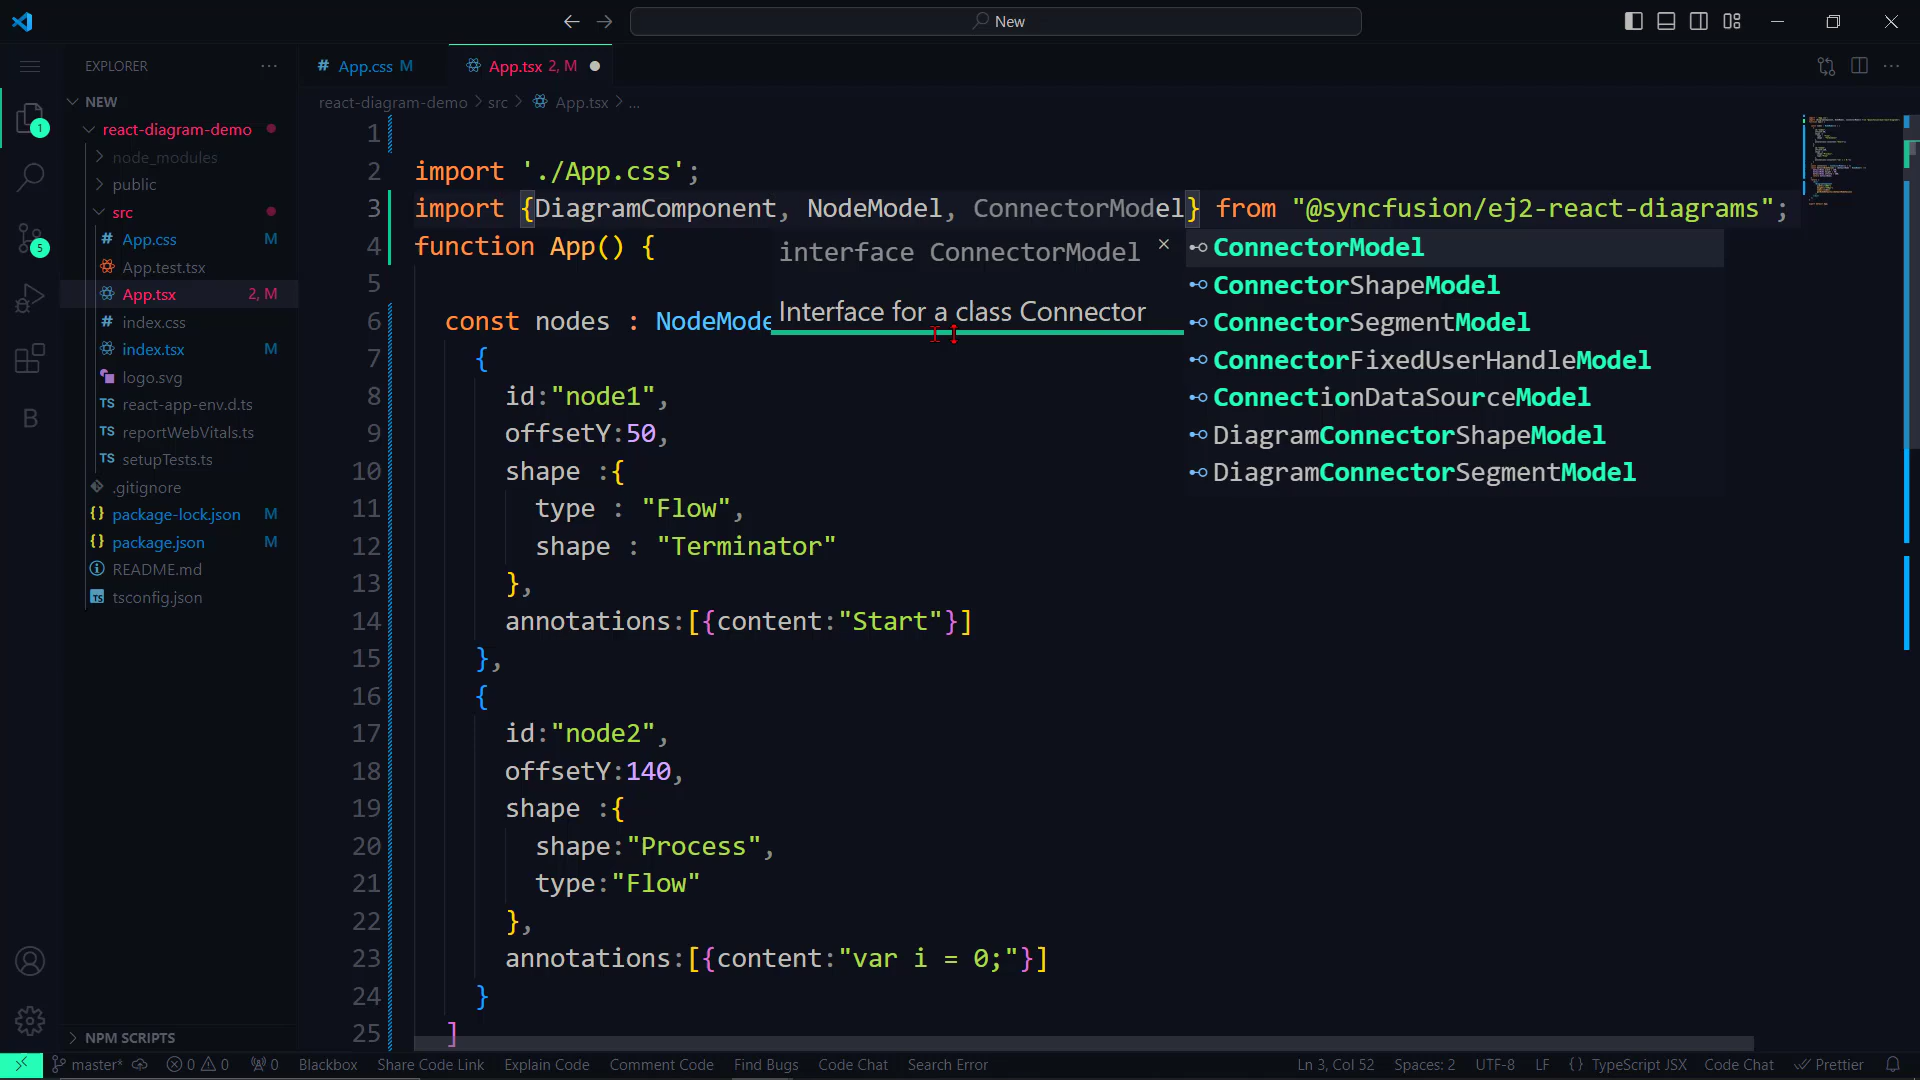 New
EXPLORER
NEW
react-diagram-demo
node_modules
public
src
App.css M
App.test.tsx
App.tsx 2, M
index.css
index.tsx M
logo.svg
TS react-app-env.d.ts
TS reportWebVitals.ts
TS setupTests.ts
.gitignore
{} package-lock.json M
{} package.json M
README.md
TS tsconfig.json
NPM SCRIPTS
1
5
B
# App.css M
App.tsx 2, M
react-diagram-demo > src > App.tsx > ...
1
2 import './App.css';
3 import {DiagramComponent, NodeModel, ConnectorModel} from "@syncfusion/ej2-react-diagrams";
4 function App() {
5
6 const nodes : NodeMode
7 {
8 id:"node1",
9 offsetY:50,
10 shape :{
11 type : "Flow",
12 shape : "Terminator"
13 },
14 annotations:[{content:"Start"}]
15 },
16 {
17 id:"node2",
18 offsetY:140,
19 shape :{
20 shape:"Process",
21 type:"Flow"
22 },
23 annotations:[{content:"var i = 0;"}]
24 }
25 ]
interface ConnectorModel
Interface for a class Connector
ConnectorModel
ConnectorShapeModel
ConnectorSegmentModel
ConnectorFixedUserHandleModel
ConnectionDataSourceModel
DiagramConnectorShapeModel
DiagramConnectorSegmentModel
master* 0 0 0 Blackbox Share Code Link Explain Code Comment Code Find Bugs Code Chat Search Error Ln 3, Col 52 Spaces: 2 UTF-8 LF {} TypeScript JSX Code Chat Prettier